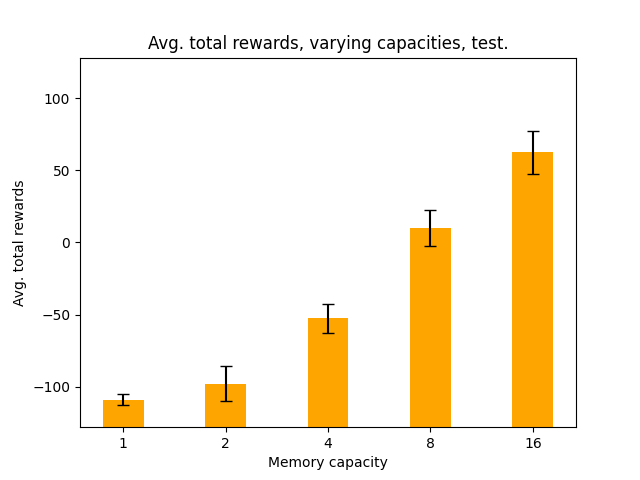 Avg. total rewards, varying capacities, test.
Avg. total rewards
100
50
0
−50
−100
1 2 4 8 16
Memory capacity